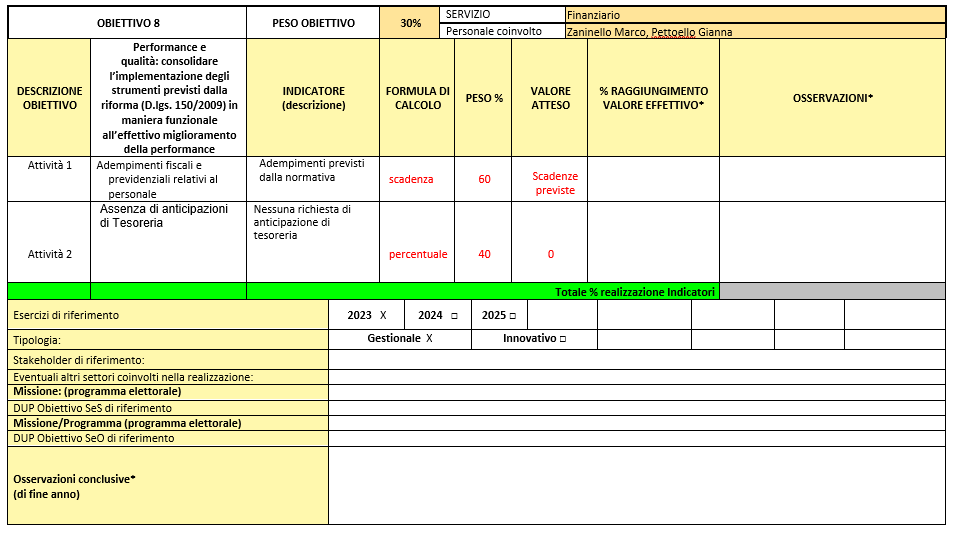 OBIETTIVO 8 PESO OBIETTIVO 30% SERVIZIO Finanziario
Personale coinvolto Zaninello Marco, Pettoello Gianna
DESCRIZIONE OBIETTIVO
Performance e
qualità: consolidare
l'implementazione degli
strumenti previsti dalla
riforma (D.lgs. 150/2009) in
maniera funzionale
all'effettivo miglioramento
della performance
INDICATORE
(descrizione)
FORMULA DI
CALCOLO
PESO %
VALORE
ATTESO
% RAGGIUNGIMENTO
VALORE EFFETTIVO*
OSSERVAZIONI*
Attività 1
Adempimenti fiscali e
previdenziali relativi al
personale
Adempimenti previsti
dalla normativa
scadenza
60
Scadenze
previste
Attività 2
Assenza di anticipazioni
di Tesoreria
Nessuna richiesta di
anticipazione di
tesoreria
percentuale
40
0
Totale % realizzazione Indicatori
Esercizi di riferimento 2023 X 2024 □ 2025 □
Tipologia: Gestionale X Innovativo □
Stakeholder di riferimento:
Eventuali altri settori coinvolti nella realizzazione:
Missione: (programma elettorale)
DUP Obiettivo SeS di riferimento
Missione/Programma (programma elettorale)
DUP Obiettivo SeO di riferimento
Osservazioni conclusive*
(di fine anno)